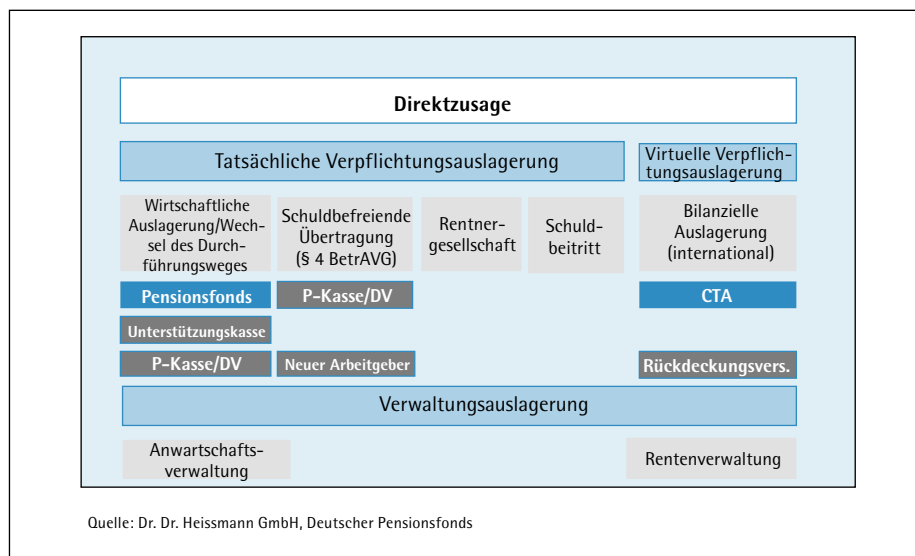 Direktzusage
Tatsächliche Verpflichtungsauslagerung
Virtuelle Verpflich-
tungsauslagerung
Wirtschaftliche
Auslagerung/Wech-
sel des Durch-
führungsweges
Schuldbefreiende
Übertragung
(§ 4 BetrAVG)
Rentner-
gesellschaft
Schuld-
beitritt
Bilanzielle
Auslagerung
(international)
Pensionsfonds
P-Kasse/DV
CTA
Unterstützungskasse
P-Kasse/DV
Neuer Arbeitgeber
Rückdeckungsvers.
Verwaltungsauslagerung
Anwartschafts-
verwaltung
Rentenverwaltung
Quelle: Dr. Dr. Heissmann GmbH, Deutscher Pensionsfonds